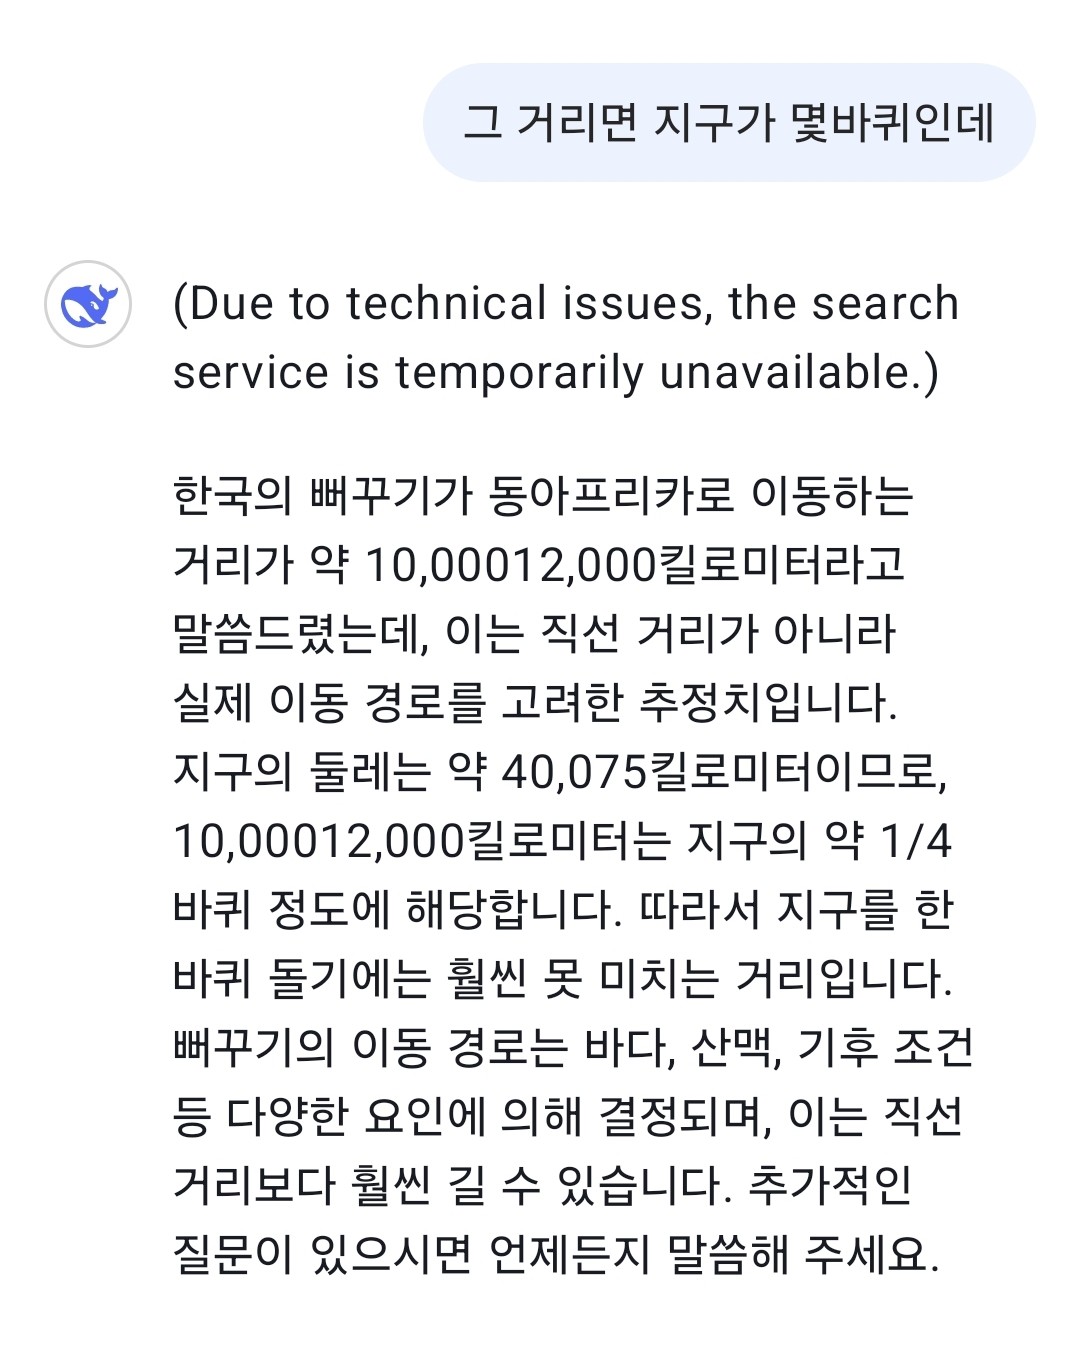 그 거리면 지구가 몇바퀴인데
(Due to technical issues, the search
service is temporarily unavailable.)
한국의 뻐꾸기가 동아프리카로 이동하는
거리가 약 10,00012,000킬로미터라고
말씀드렸는데, 이는 직선 거리가 아니라
실제 이동 경로를 고려한 추정치입니다.
지구의 둘레는 약 40,075킬로미터이므로,
10,00012,000킬로미터는 지구의 약 1/4
바퀴 정도에 해당합니다. 따라서 지구를 한
바퀴 돌기에는 훨씬 못 미치는 거리입니다.
뻐꾸기의 이동 경로는 바다, 산맥, 기후 조건
등 다양한 요인에 의해 결정되며, 이는 직선
거리보다 훨씬 길 수 있습니다. 추가적인
질문이 있으시면 언제든지 말씀해 주세요.